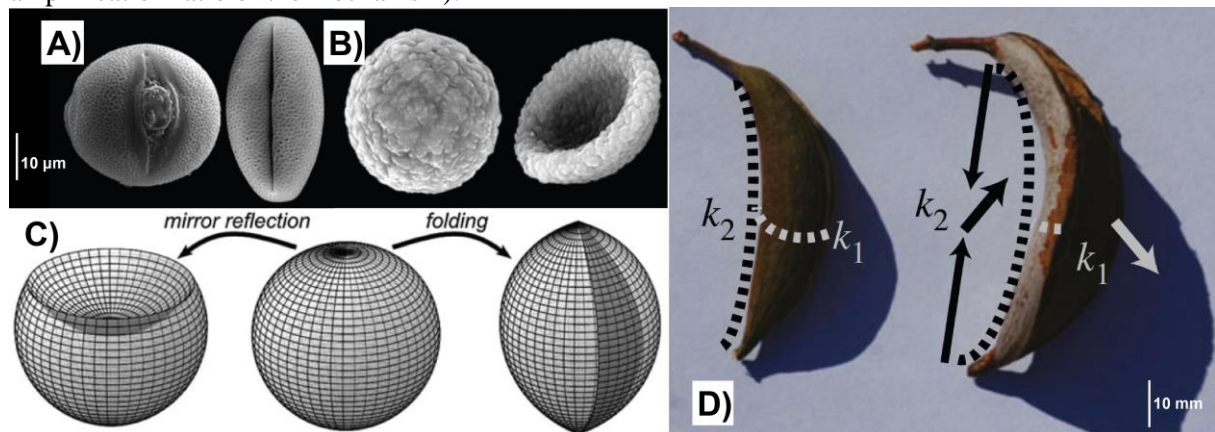 A)
B)
10 µm
C)
mirror reflection
folding
k₂
k₁
k₂
k₁
D)
10 mm